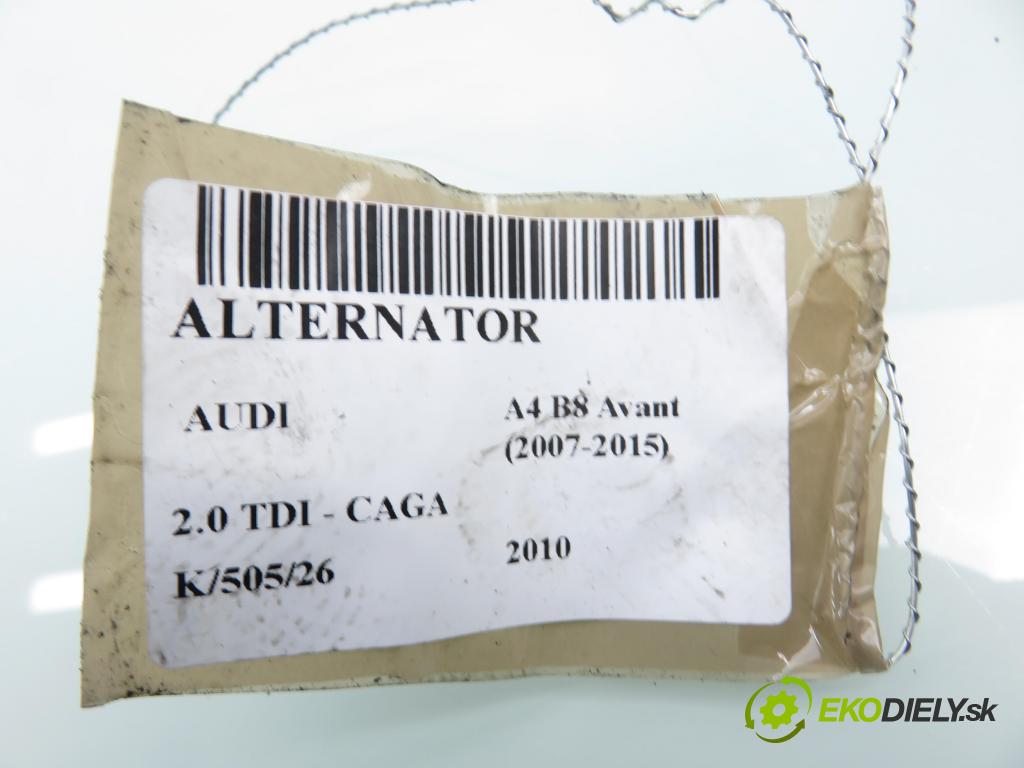 ALTERNATOR
AUDI
A4 B8 Avant
(2007-2015)
2.0 TDI - CAGA
K/505/26
2010
EKODIELY.sk